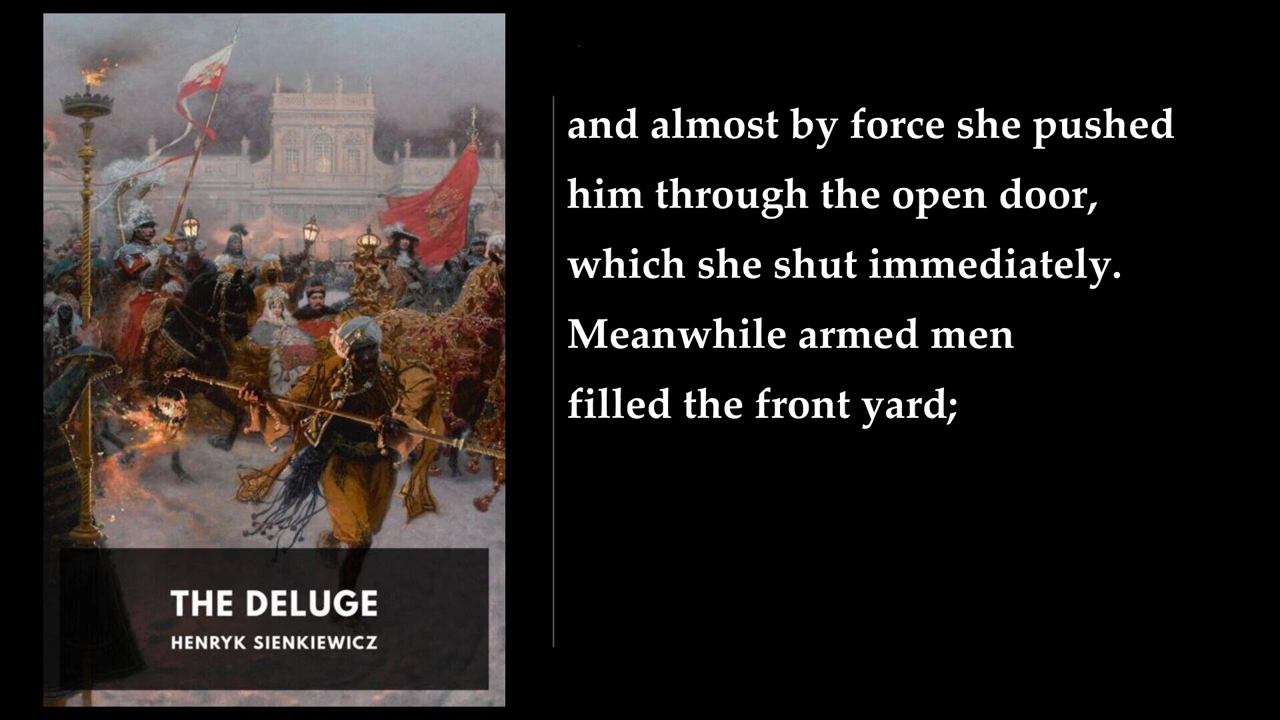 and almost by force she pushed
him through the open door,
which she shut immediately.
Meanwhile armed men
filled the front yard;
THE DELUGE
HENRYK SIENKIEWICZ